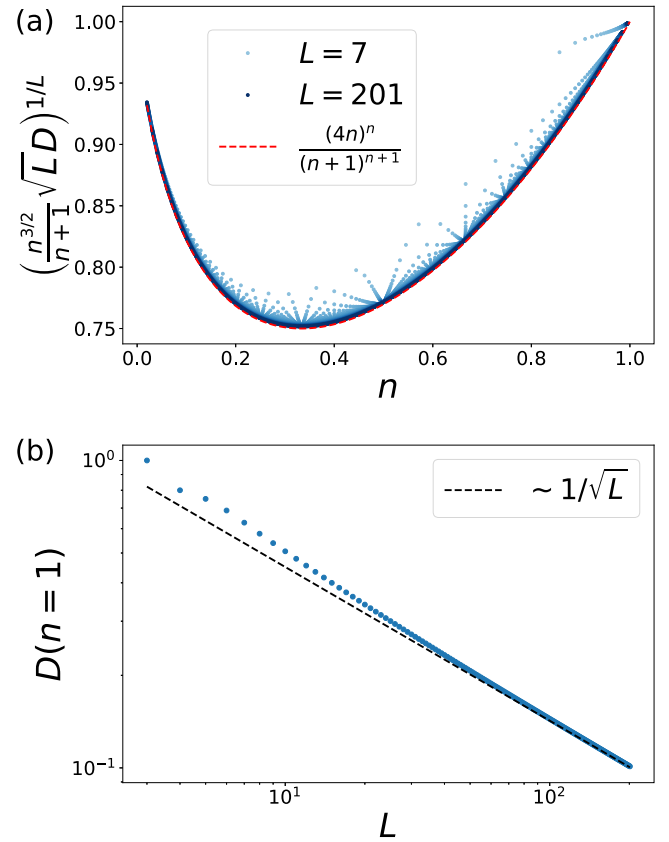 (a)
1.00
0.95
0.90
0.85
0.80
0.75
(n^{3/2}/(n+1) √L D)^{1/L}
L = 7
L = 201
(4n)^n/(n+1)^{n+1}
0.0 0.2 0.4 0.6 0.8 1.0
n
(b)
10^0
10^{-1}
D(n = 1)
~ 1/√L
10^1 10^2
L